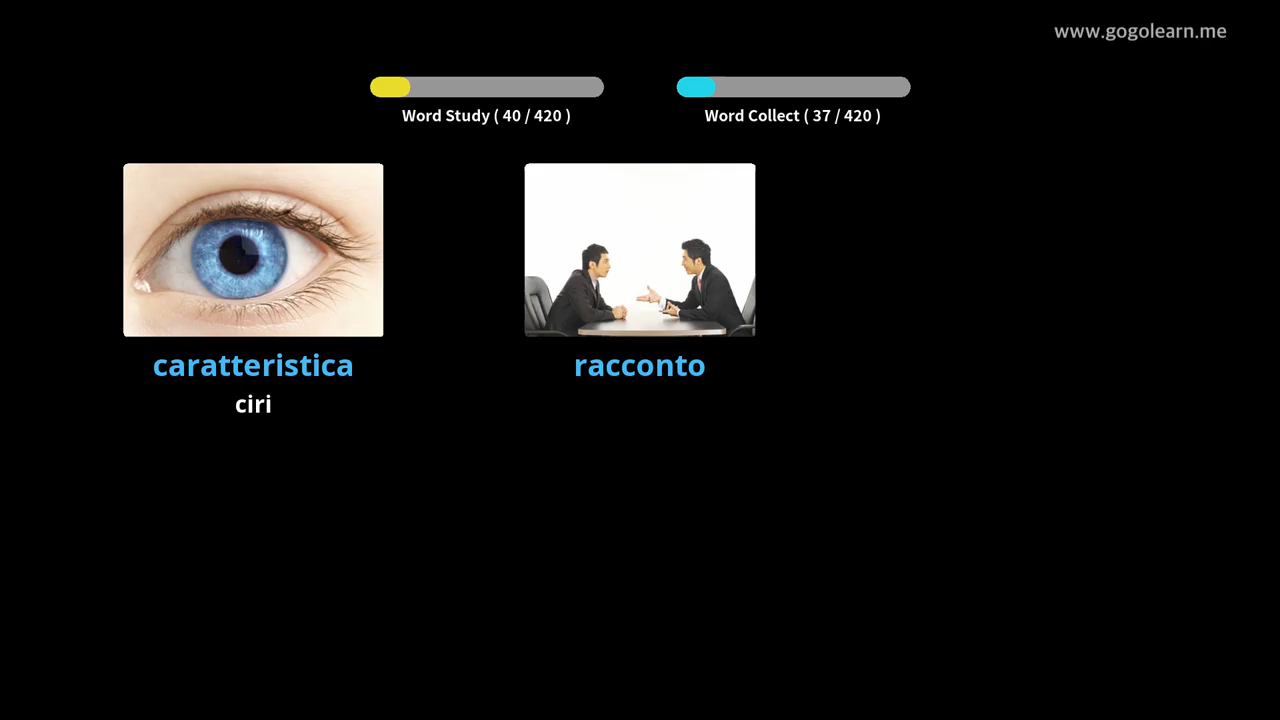 www.gogolearn.me
Word Study ( 40 / 420 )
Word Collect ( 37 / 420 )
caratteristica
ciri
racconto